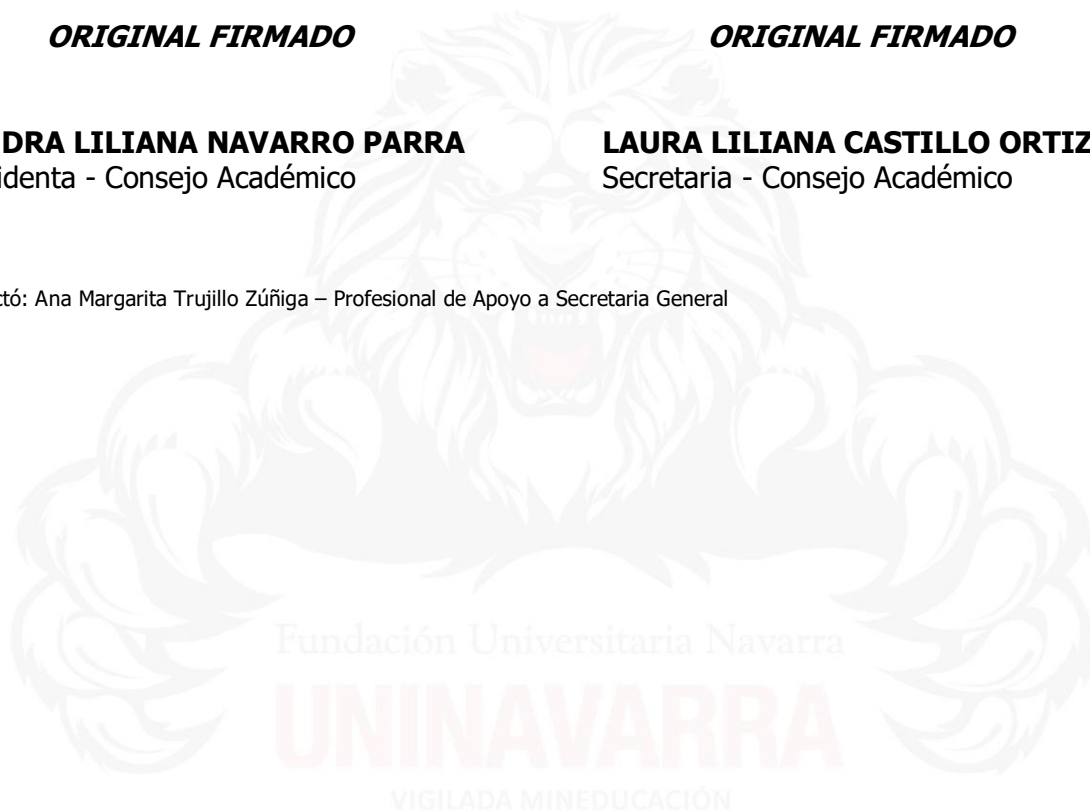 ORIGINAL FIRMADO ORIGINAL FIRMADO
DRA LILIANA NAVARRO PARRA LAURA LILIANA CASTILLO ORTIZ
identa - Consejo Académico Secretaria - Consejo Académico
ctó: Ana Margarita Trujillo Zúñiga – Profesional de Apoyo a Secretaria General
Fundación Universitaria Navarra
UNINAVARRA
VIGILADA MINEDUCACIÓN